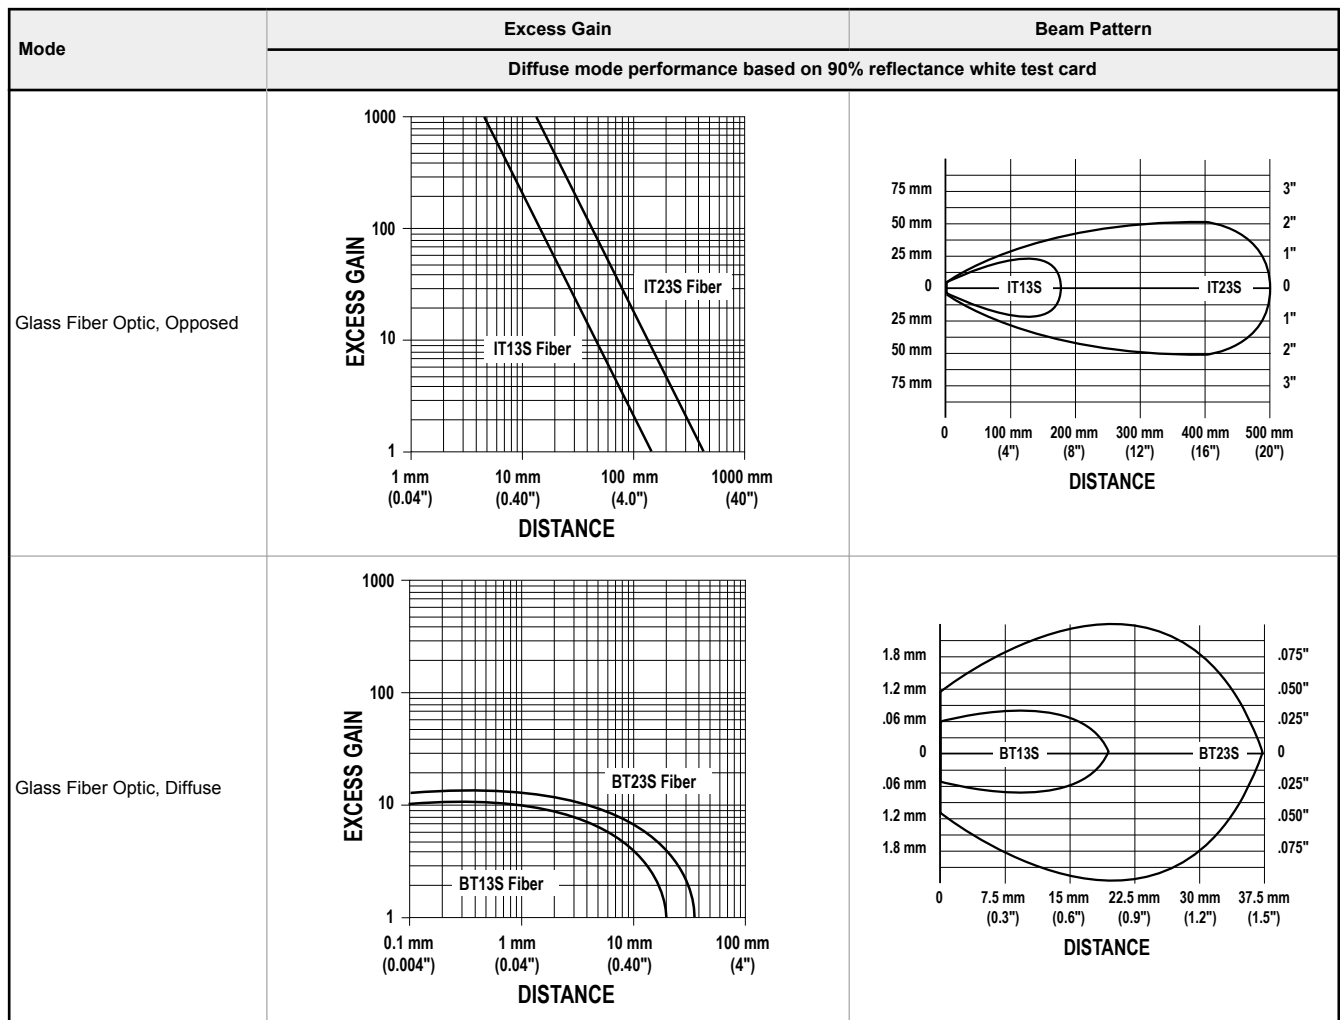 Mode
Excess Gain
Beam Pattern
Diffuse mode performance based on 90% reflectance white test card
Glass Fiber Optic, Opposed
1000
100
10
1
EXCESS GAIN
IT23S Fiber
IT13S Fiber
1 mm 10 mm 100 mm 1000 mm
(0.04") (0.40") (4.0") (40")
DISTANCE
75 mm 3"
50 mm 2"
25 mm 1"
0 IT13S IT23S 0
25 mm 1"
50 mm 2"
75 mm 3"
0 100 mm 200 mm 300 mm 400 mm 500 mm
(4") (8") (12") (16") (20")
DISTANCE
Glass Fiber Optic, Diffuse
1000
100
10
1
EXCESS GAIN
BT23S Fiber
BT13S Fiber
0.1 mm 1 mm 10 mm 100 mm
(0.004") (0.04") (0.40") (4")
DISTANCE
1.8 mm .075"
1.2 mm .050"
.06 mm .025"
0 BT13S BT23S 0
.06 mm .025"
1.2 mm .050"
1.8 mm .075"
0 7.5 mm 15 mm 22.5 mm 30 mm 37.5 mm
(0.3") (0.6") (0.9") (1.2") (1.5")
DISTANCE